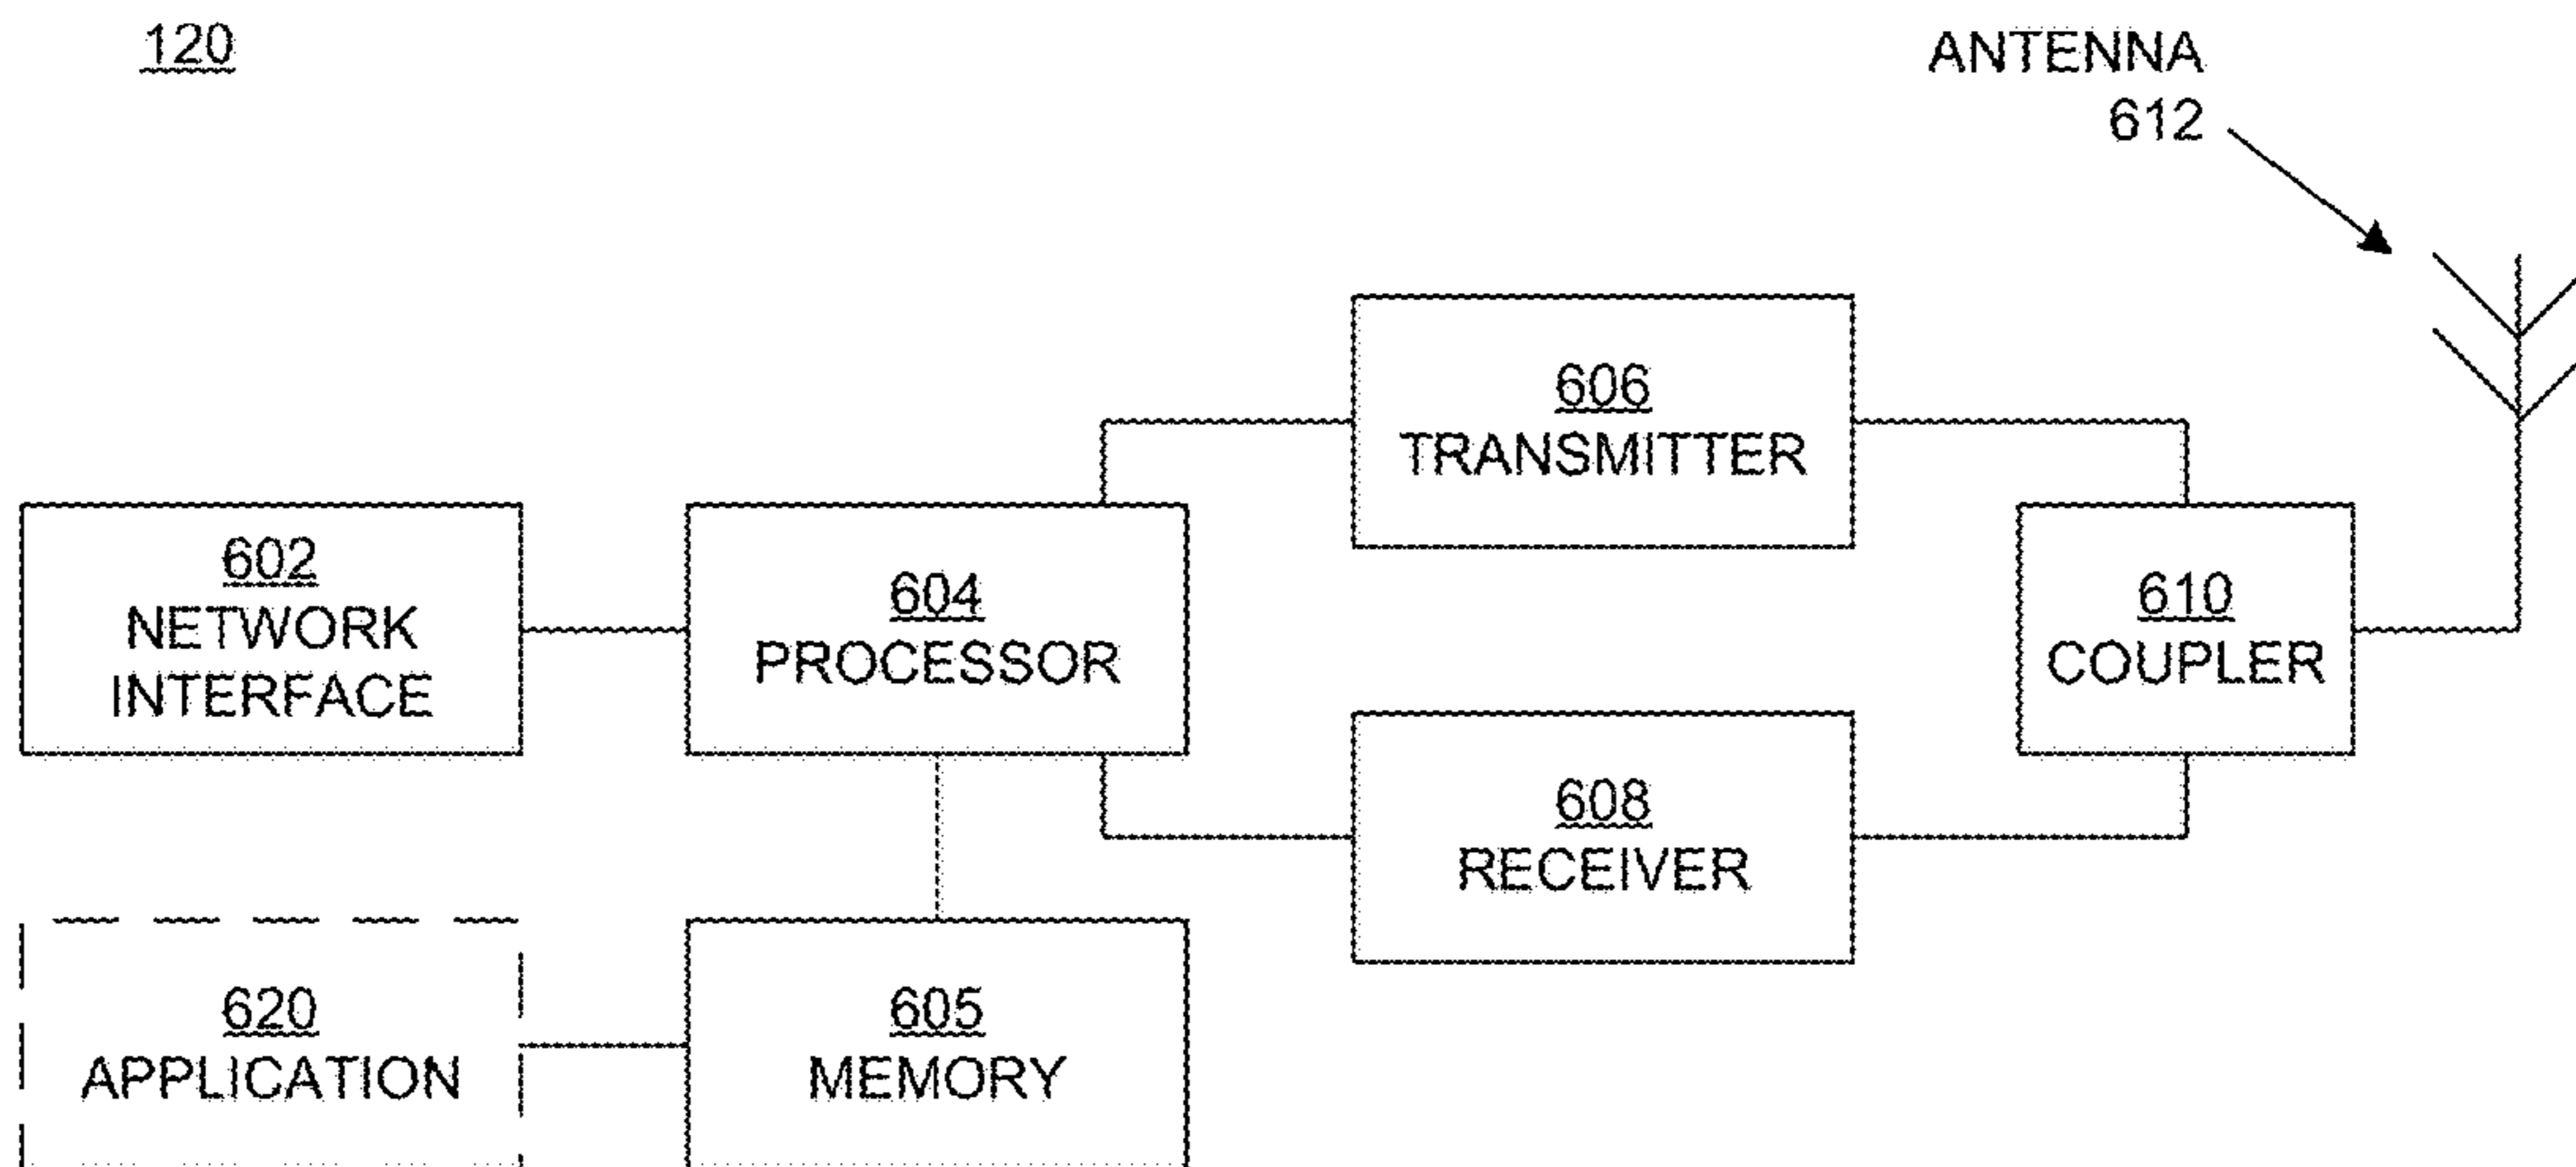 120
ANTENNA
612
606
TRANSMITTER
602
NETWORK
INTERFACE
604
PROCESSOR
610
COUPLER
608
RECEIVER
620
APPLICATION
605
MEMORY